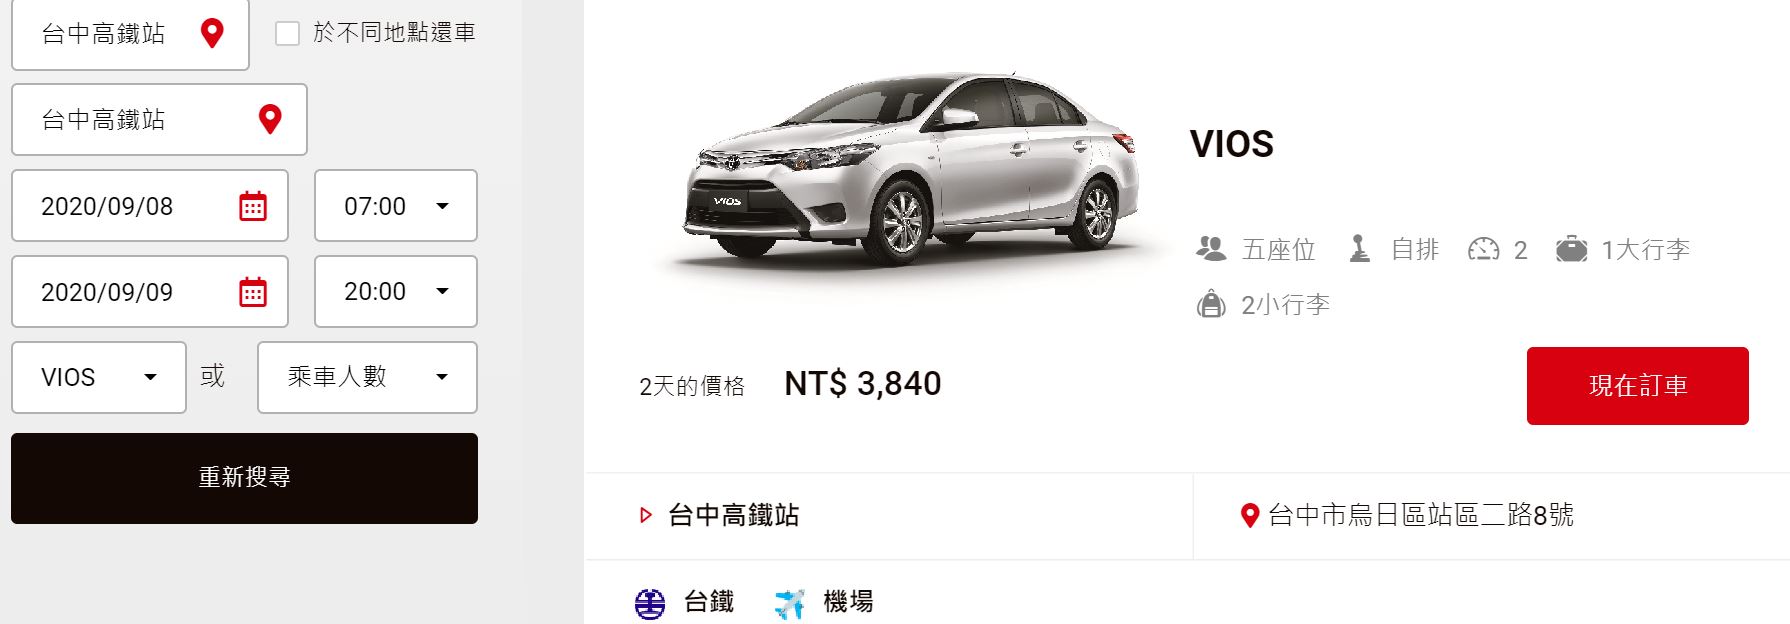 台中高鐵站
於不同地點還車
台中高鐵站
2020/09/08
07:00
2020/09/09
20:00
VIOS
或
乘車人數
重新搜尋
VIOS
VIOS
五座位
自排
2
1大行李
2小行李
2天的價格
NT$ 3,840
現在訂車
台中高鐵站
台中市烏日區站區二路8號
台鐵
機場